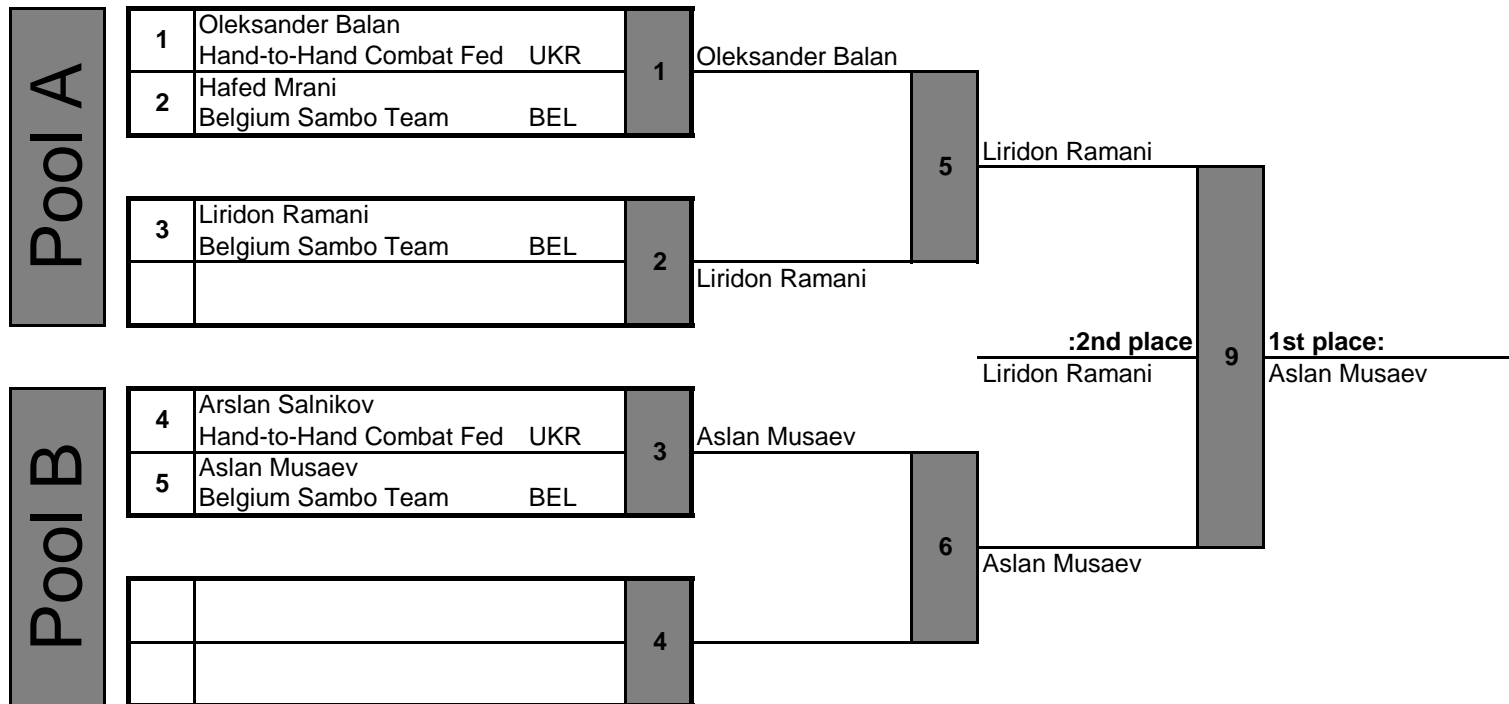 Pool A
1
Oleksander Balan
Hand-to-Hand Combat Fed UKR
2
Hafed Mrani
Belgium Sambo Team BEL
1
Oleksander Balan
3
Liridon Ramani
Belgium Sambo Team BEL
2
Liridon Ramani
5
Liridon Ramani
Pool B
4
Arslan Salnikov
Hand-to-Hand Combat Fed UKR
5
Aslan Musaev
Belgium Sambo Team BEL
3
Aslan Musaev
4
6
Aslan Musaev
:2nd place
Liridon Ramani
9
1st place:
Aslan Musaev